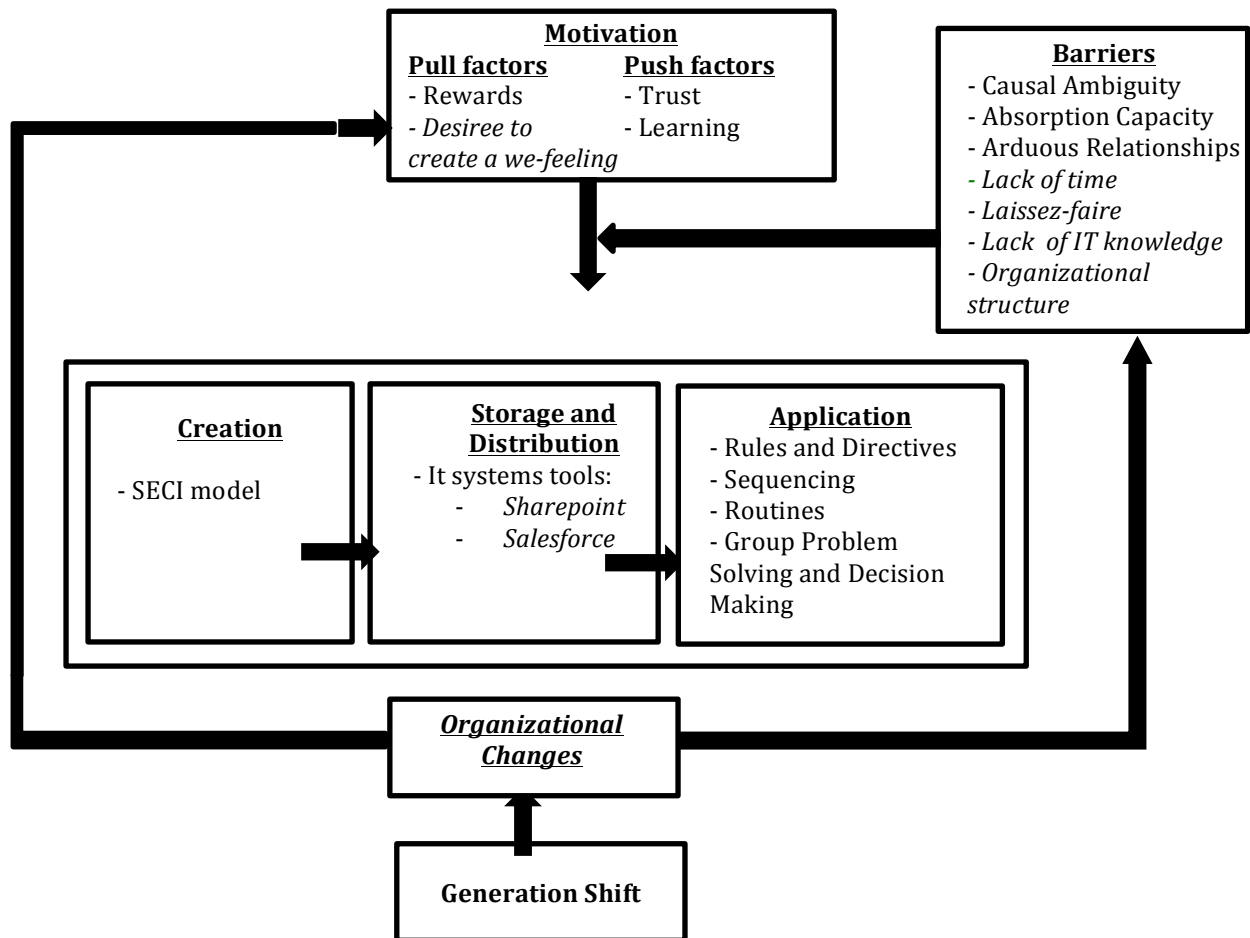 Motivation
Pull factors
- Rewards
- Desiree to
create a we-feeling
Push factors
- Trust
- Learning
Barriers
- Causal Ambiguity
- Absorption Capacity
- Arduous Relationships
- Lack of time
- Laissez-faire
- Lack of IT knowledge
- Organizational
structure
Creation
- SECI model
Storage and
Distribution
- It systems tools:
- Sharepoint
- Salesforce
Application
- Rules and Directives
- Sequencing
- Routines
- Group Problem
Solving and Decision
Making
Organizational
Changes
Generation Shift